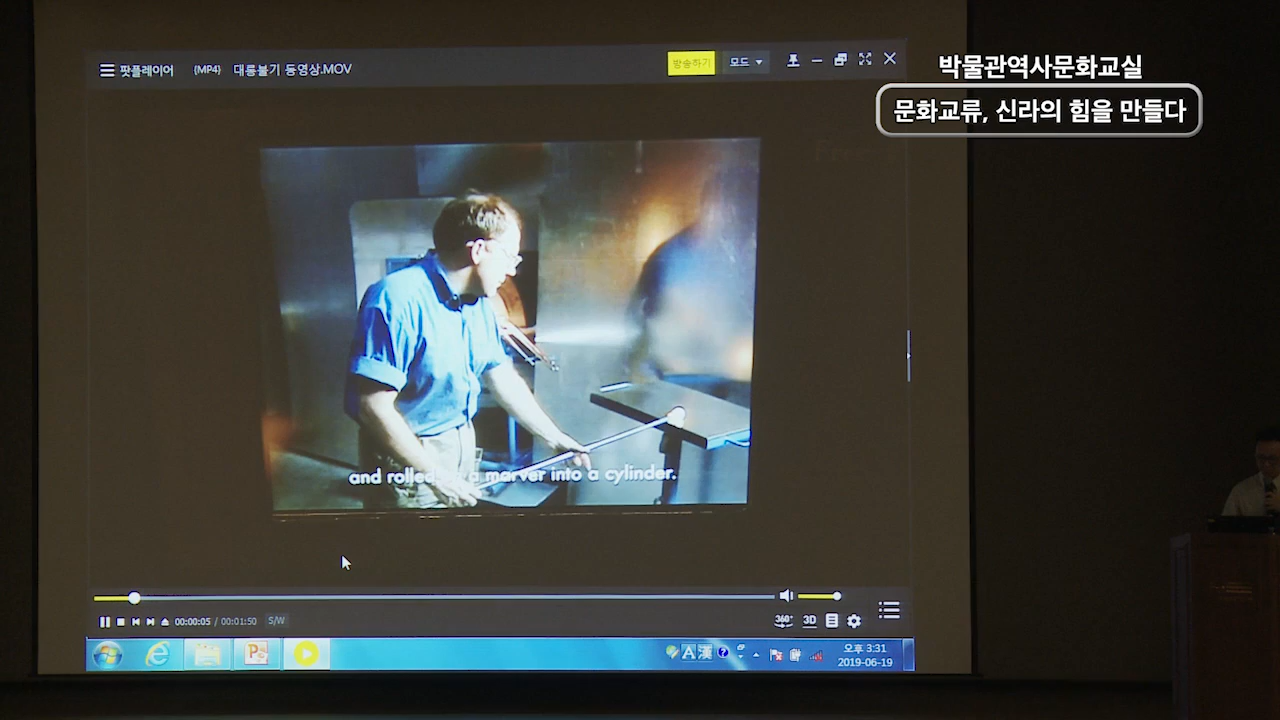 팟플레이어 (MP4) 대롱불기 동영상.MOV
방송하기 모드
박물관역사문화교실
문화교류, 신라의 힘을 만들다
and rolled a marver into a cylinder.
00:00:05 / 00:01:50 S/W
360° 3D
A 漢
오후 3:31
2019-06-19